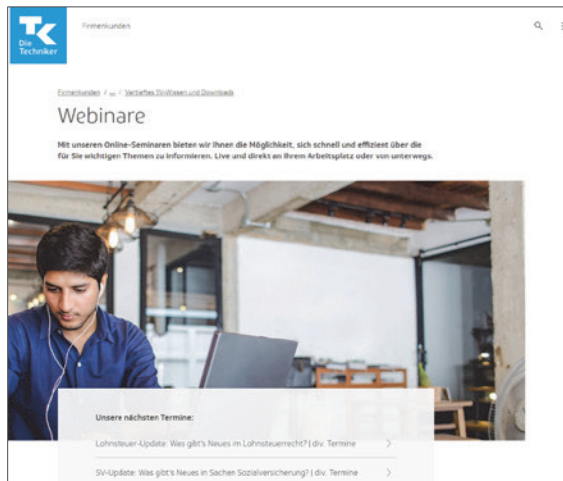 TK
Die
Techniker
Firmenkunden
Firmenkunden / ... / Vertieftes SV-Wissen und Downloads
Webinare
Mit unseren Online-Seminaren bieten wir Ihnen die Möglichkeit, sich schnell und effizient über die
für Sie wichtigen Themen zu informieren. Live und direkt an Ihrem Arbeitsplatz oder von unterwegs.
Unsere nächsten Termine:
Lohnsteuer-Update: Was gibt's Neues im Lohnsteuerrecht? | div. Termine
SV-Update: Was gibt's Neues in Sachen Sozialversicherung? | div. Termine